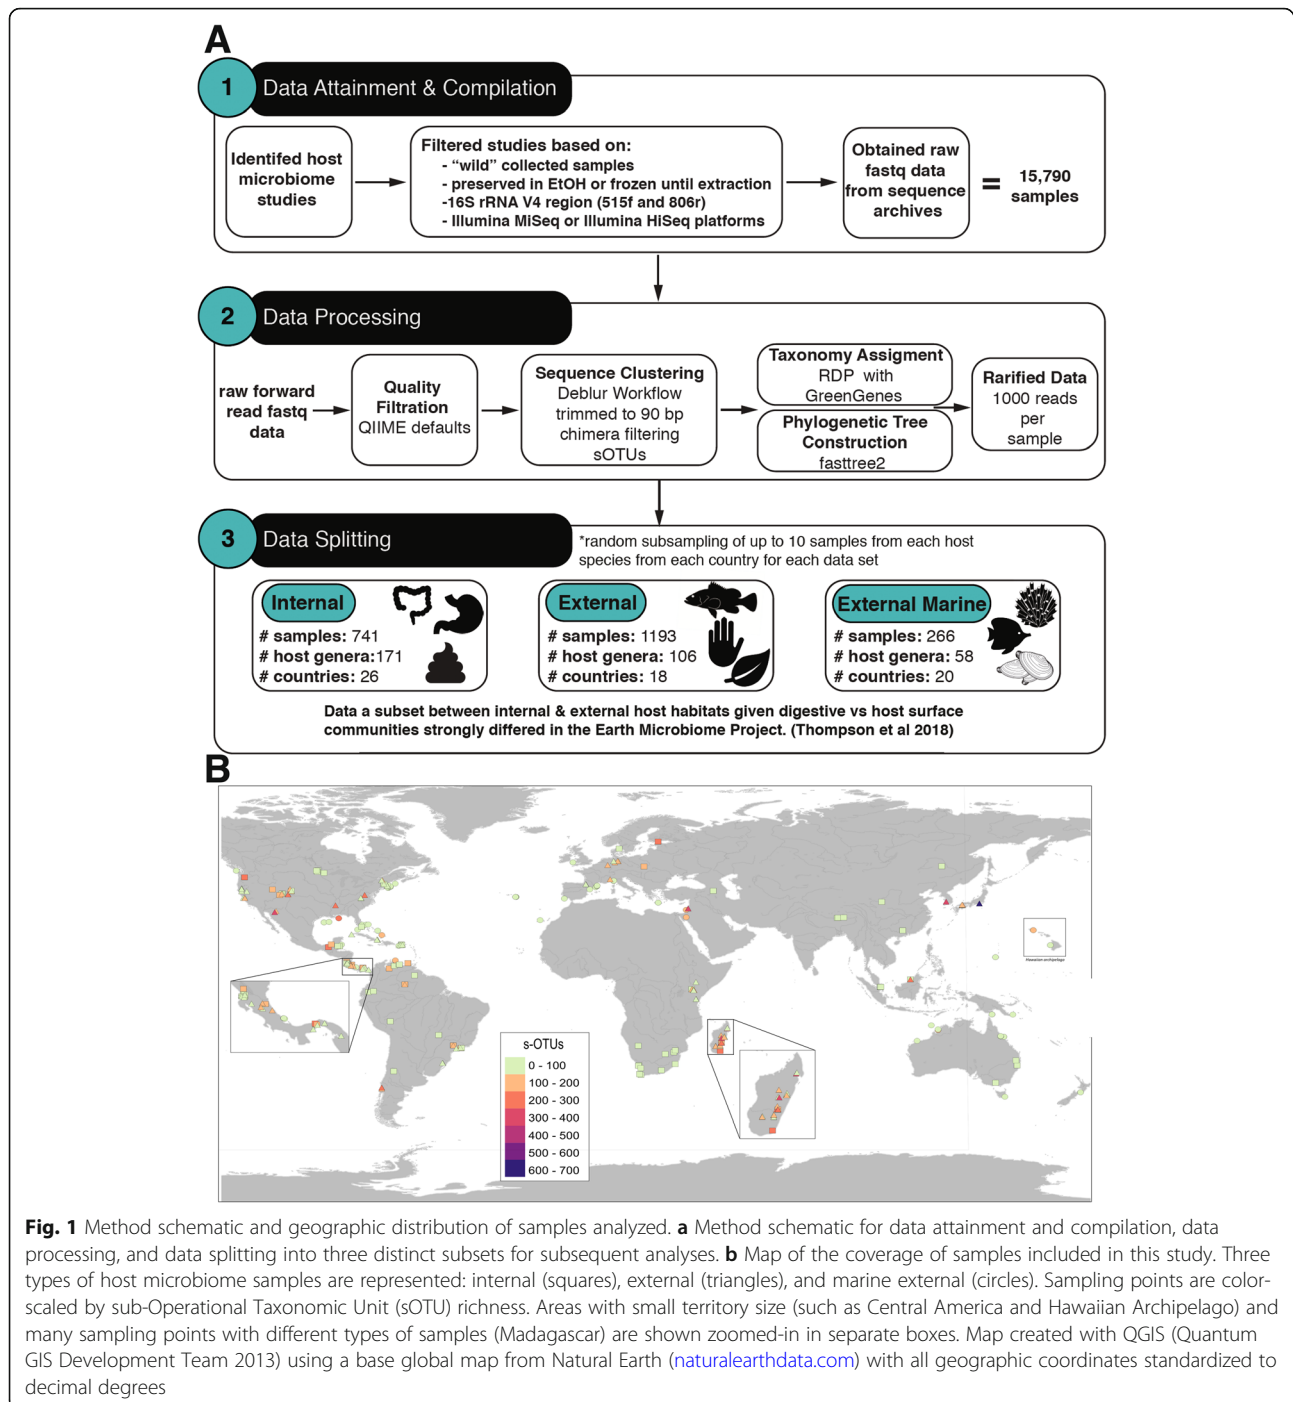 A
1
Data Attainment & Compilation
Identifed host
microbiome
studies
Filtered studies based on:
- “wild” collected samples
- preserved in EtOH or frozen until extraction
-16S rRNA V4 region (515f and 806r)
- Illumina MiSeq or Illumina HiSeq platforms
Obtained raw
fastq data
from sequence
archives
=
15,790
samples
2
Data Processing
raw forward
read fastq
data
Quality
Filtration
QIIME defaults
Sequence Clustering
Deblur Workflow
trimmed to 90 bp
chimera filtering
sOTUs
Taxonomy Assigment
RDP with
GreenGenes
Phylogenetic Tree
Construction
fasttree2
Rarified Data
1000 reads
per
sample
3
Data Splitting
*random subsampling of up to 10 samples from each host
species from each country for each data set
Internal
# samples: 741
# host genera:171
# countries: 26
External
# samples: 1193
# host genera: 106
# countries: 18
External Marine
# samples: 266
# host genera: 58
# countries: 20
Data a subset between internal & external host habitats given digestive vs host surface
communities strongly differed in the Earth Microbiome Project. (Thompson et al 2018)
B
Hawaiian archipelago
s-OTUs
0 - 100
100 - 200
200 - 300
300 - 400
400 - 500
500 - 600
600 - 700
Fig. 1 Method schematic and geographic distribution of samples analyzed. a Method schematic for data attainment and compilation, data
processing, and data splitting into three distinct subsets for subsequent analyses. b Map of the coverage of samples included in this study. Three
types of host microbiome samples are represented: internal (squares), external (triangles), and marine external (circles). Sampling points are color-
scaled by sub-Operational Taxonomic Unit (sOTU) richness. Areas with small territory size (such as Central America and Hawaiian Archipelago) and
many sampling points with different types of samples (Madagascar) are shown zoomed-in in separate boxes. Map created with QGIS (Quantum
GIS Development Team 2013) using a base global map from Natural Earth (naturalearthdata.com) with all geographic coordinates standardized to
decimal degrees